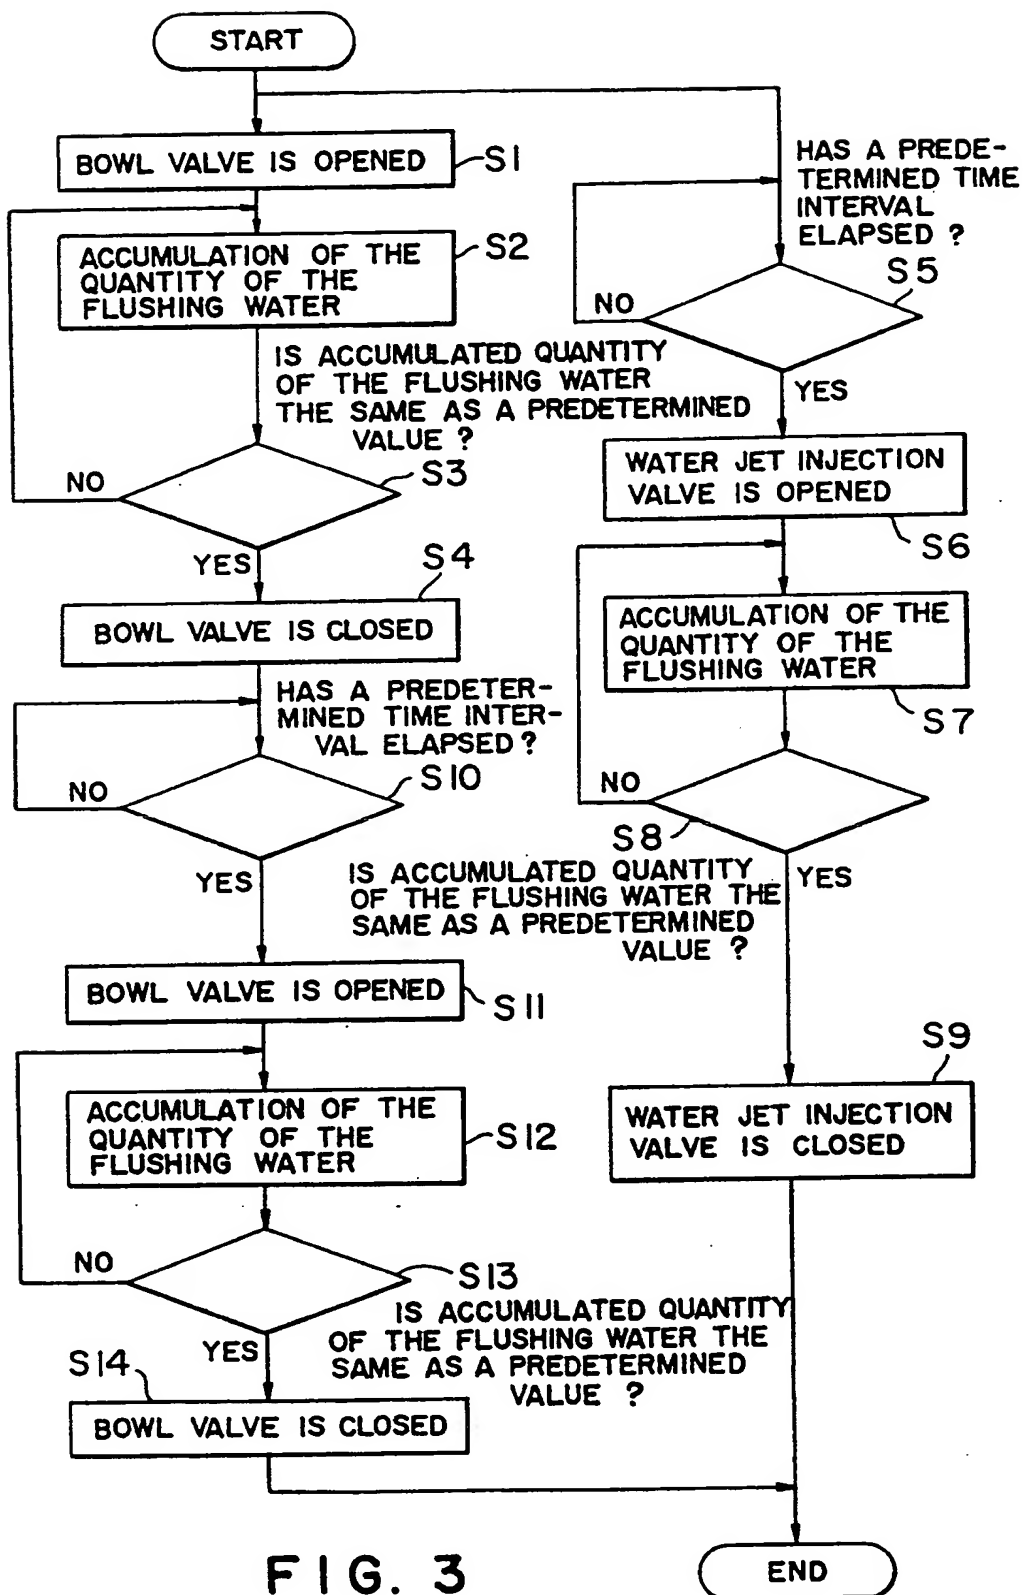 START
BOWL VALVE IS OPENED
S1
ACCUMULATION OF THE
QUANTITY OF THE
FLUSHING WATER
S2
IS ACCUMULATED QUANTITY
OF THE FLUSHING WATER
THE SAME AS A PREDETERMINED
VALUE ?
S3
NO
YES
S4
BOWL VALVE IS CLOSED
HAS A PREDETER-
MINED TIME INTER-
VAL ELAPSED ?
S10
NO
YES
BOWL VALVE IS OPENED
S11
ACCUMULATION OF THE
QUANTITY OF THE
FLUSHING WATER
S12
NO
S13
IS ACCUMULATED QUANTITY
OF THE FLUSHING WATER THE
SAME AS A PREDETERMINED
VALUE ?
YES
S14
BOWL VALVE IS CLOSED
HAS A PREDE-
TERMINED TIME
INTERVAL
ELAPSED ?
S5
NO
YES
WATER JET INJECTION
VALVE IS OPENED
S6
ACCUMULATION OF THE
QUANTITY OF THE
FLUSHING WATER
S7
NO
S8
IS ACCUMULATED QUANTITY
OF THE FLUSHING WATER THE
SAME AS A PREDETERMINED
VALUE ?
YES
S9
WATER JET INJECTION
VALVE IS CLOSED
END
FIG. 3